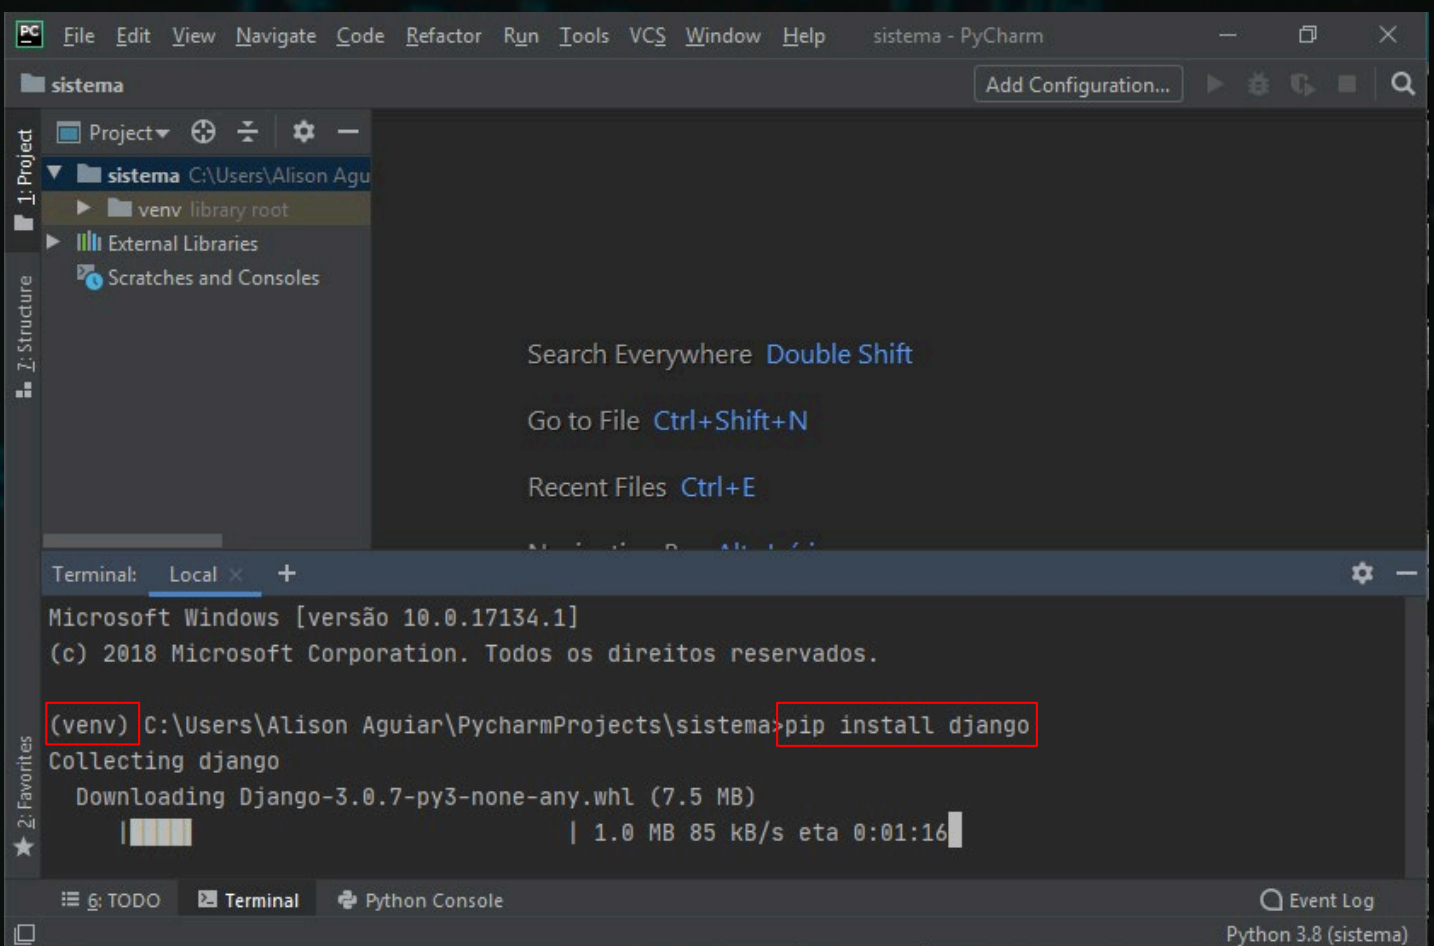 PC File Edit View Navigate Code Refactor Run Tools VCS Window Help sistema - PyCharm
sistema Add Configuration...
1: Project
Project
sistema C:\Users\Alison Agu
venv library root
External Libraries
Scratches and Consoles
7: Structure
Search Everywhere Double Shift
Go to File Ctrl+Shift+N
Recent Files Ctrl+E
Terminal: Local × +
Microsoft Windows [versão 10.0.17134.1]
(c) 2018 Microsoft Corporation. Todos os direitos reservados.
(venv) C:\Users\Alison Aguiar\PycharmProjects\sistema>pip install django
Collecting django
Downloading Django-3.0.7-py3-none-any.whl (7.5 MB)
| | 1.0 MB 85 kB/s eta 0:01:16
2: Favorites
6: TODO Terminal Python Console Event Log
Python 3.8 (sistema)